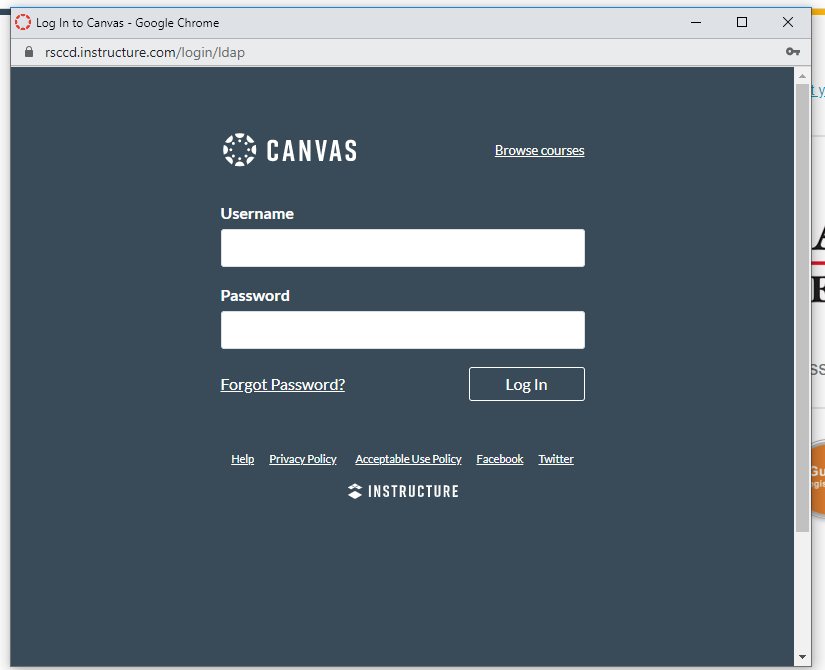 Log In to Canvas - Google Chrome
rsccd.instructure.com/login/ldap
CANVAS
Browse courses
Username
Password
Forgot Password?
Log In
Help Privacy Policy Acceptable Use Policy Facebook Twitter
INSTRUCTURE